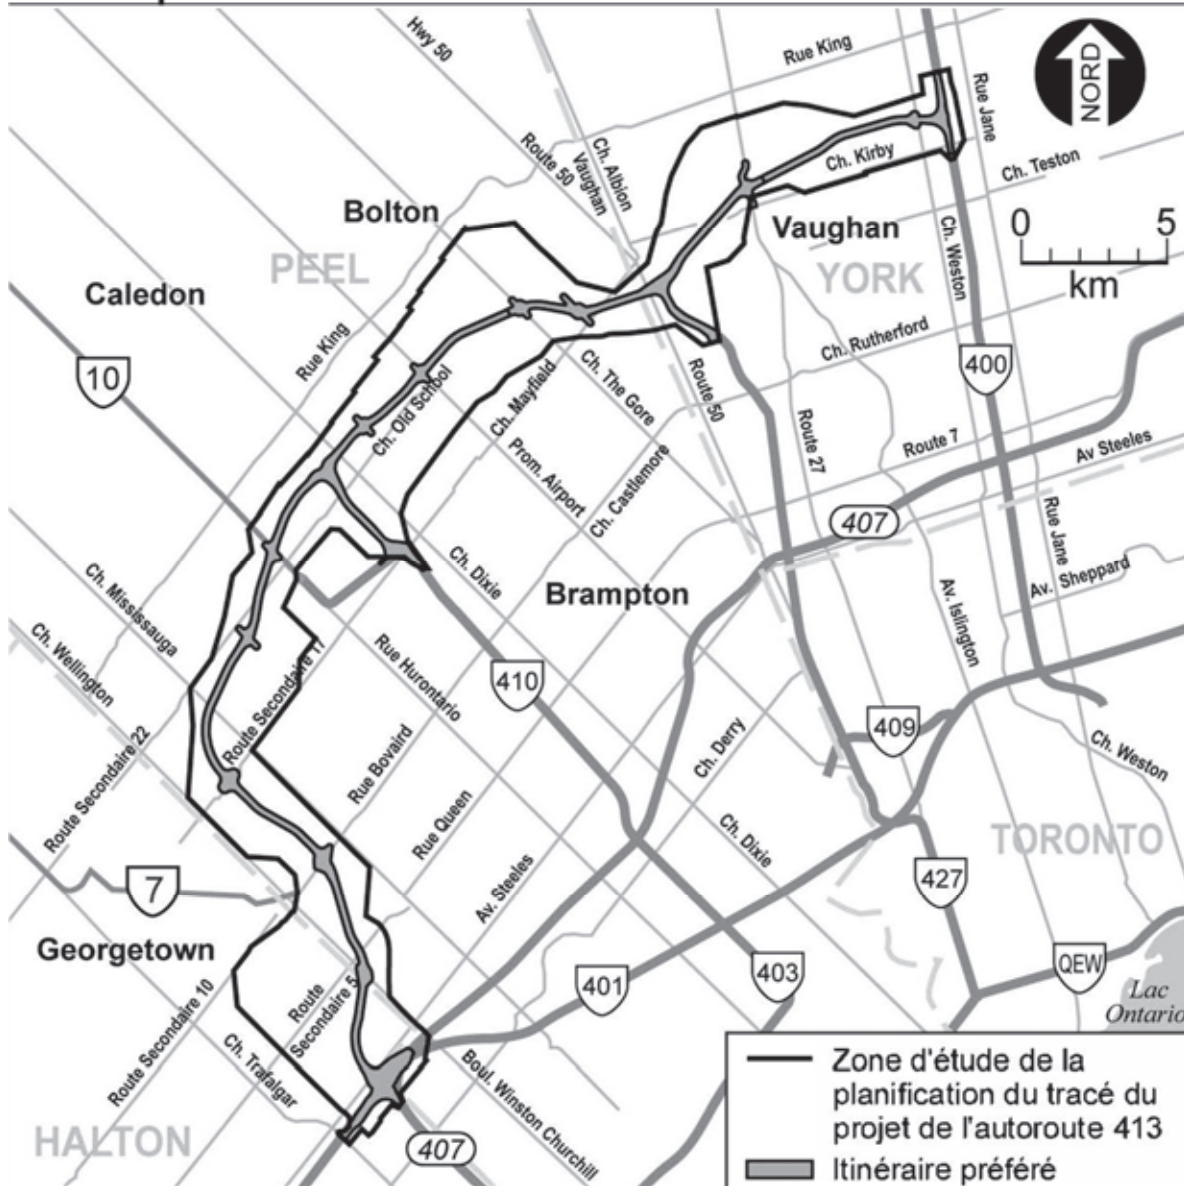 Hwy 50
Rue King
NORD
Rue Jane
Route 50
Ch. Albion
Vaughan
Ch. Kirby
Ch. Teston
Bolton
Vaughan
0 5
km
PEEL
YORK
Ch. Weston
Caledon
Rue King
Ch. Rutherford
10
400
Ch. Old School
Ch. Mayfield
Ch. The Gore
Route 50
Route 27
Route 7
Av Steeles
Prom. Airport
Ch. Castlemore
407
Rue Jane
Ch. Dixie
Brampton
Av. Sheppard
Ch. Mississauga
Av. Islington
Ch. Wellington
Rue Hurontario
410
Route Secondaire 17
409
Route Secondaire 22
Rue Bovaird
Ch. Derry
Ch. Weston
Rue Queen
Ch. Dixie
TORONTO
7
Av. Steeles
427
Georgetown
401
403
QEW
Lac
Ontario
Route Secondaire 10
Route
Secondaire 5
Ch. Trafalgar
Boul. Winston Churchill
HALTON
407
Zone d'étude de la
planification du tracé du
projet de l'autoroute 413
Itinéraire préféré